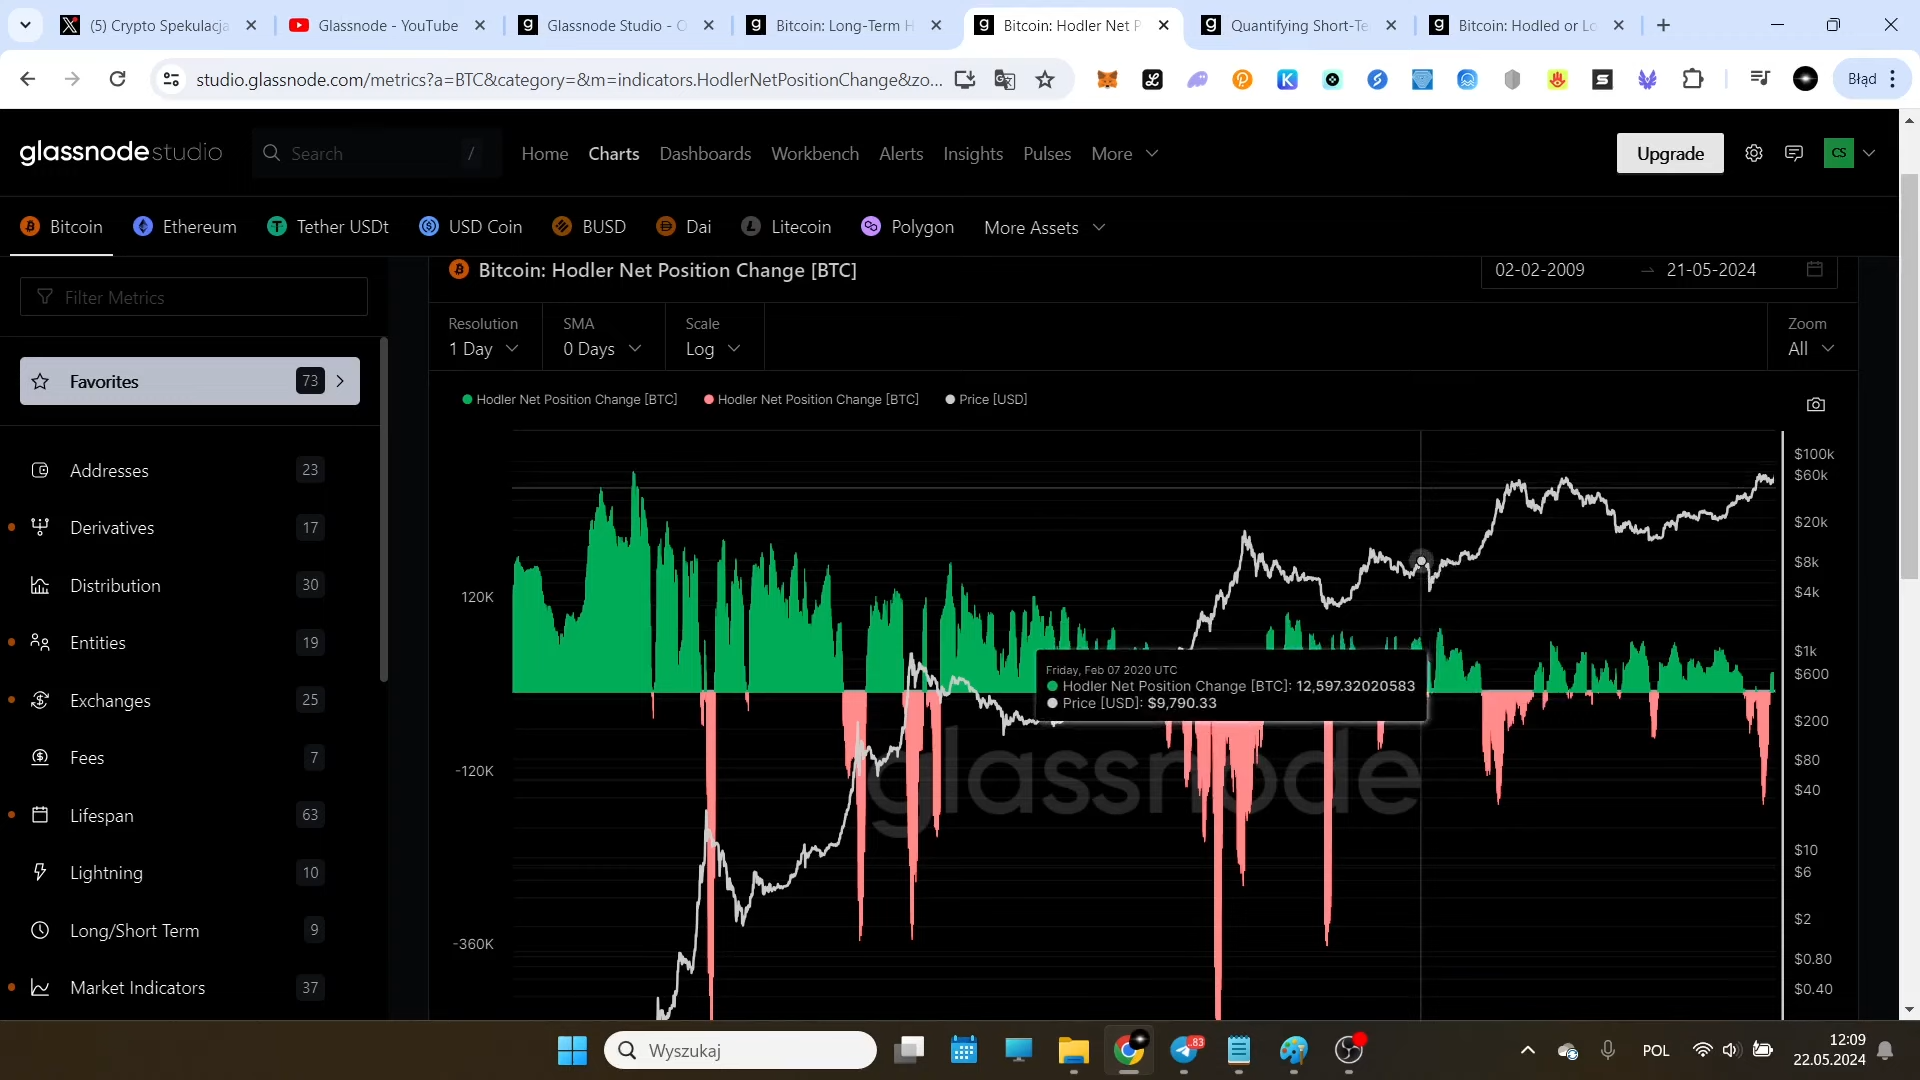 (5) Crypto Spekulacja
Glassnode - YouTube
Glassnode Studio - O
Bitcoin: Long-Term H
Bitcoin: Hodler Net P
Quantifying Short-Te
Bitcoin: Hodled or Lo
studio.glassnode.com/metrics?a=BTC&category=&m=indicators.HodlerNetPositionChange&zo...
Błąd
glassnodestudio
Search
/
Home
Charts
Dashboards
Workbench
Alerts
Insights
Pulses
More
Upgrade
CS
Bitcoin
Ethereum
Tether USDt
USD Coin
BUSD
Dai
Litecoin
Polygon
More Assets
Filter Metrics
Favorites 73
Addresses 23
Derivatives 17
Distribution 30
Entities 19
Exchanges 25
Fees 7
Lifespan 63
Lightning 10
Long/Short Term 9
Market Indicators 37
Bitcoin: Hodler Net Position Change [BTC]
02-02-2009 → 21-05-2024
Resolution
1 Day
SMA
0 Days
Scale
Log
Zoom
All
Hodler Net Position Change [BTC]
Hodler Net Position Change [BTC]
Price [USD]
120K
-120K
-360K
Friday, Feb 07 2020 UTC
Hodler Net Position Change [BTC]: 12,597.32020583
Price [USD]: $9,790.33
glassnode
$100k
$60k
$20k
$8k
$4k
$1k
$600
$200
$80
$40
$10
$6
$2
$0.80
$0.40
Wyszukaj
83
POL
12:09
22.05.2024